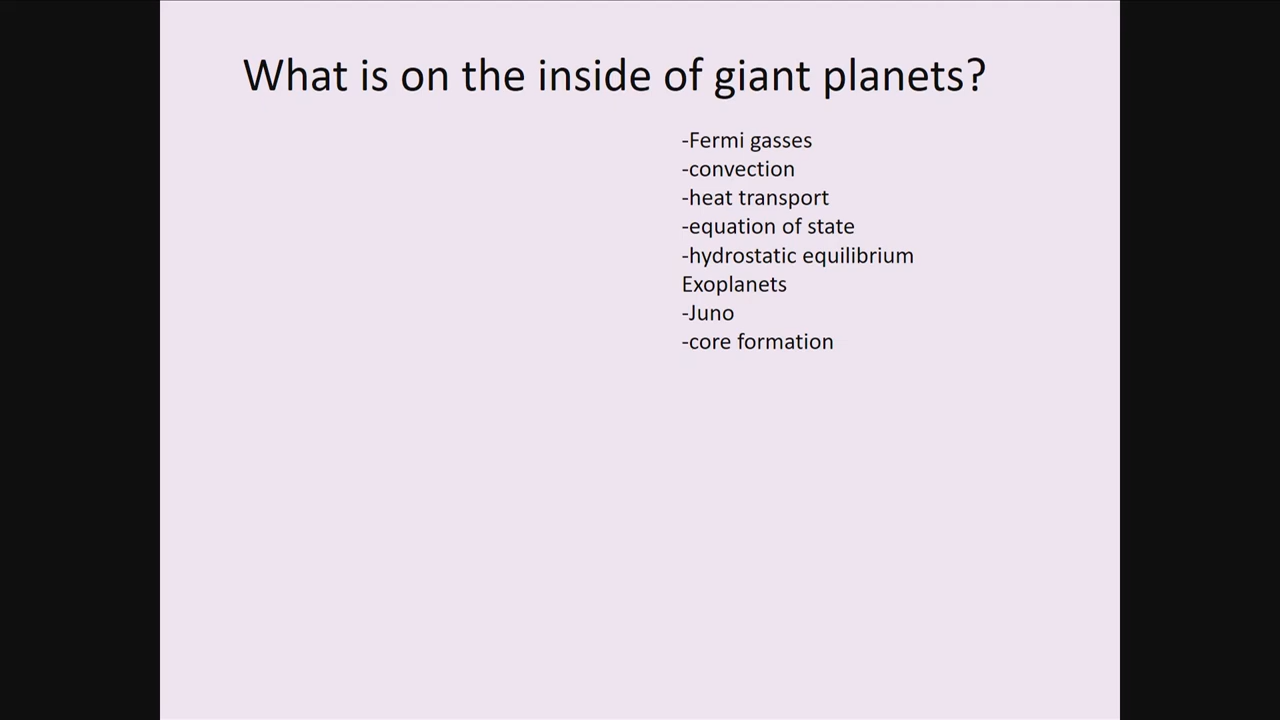 What is on the inside of giant planets?
-Fermi gasses
-convection
-heat transport
-equation of state
-hydrostatic equilibrium
Exoplanets
-Juno
-core formation